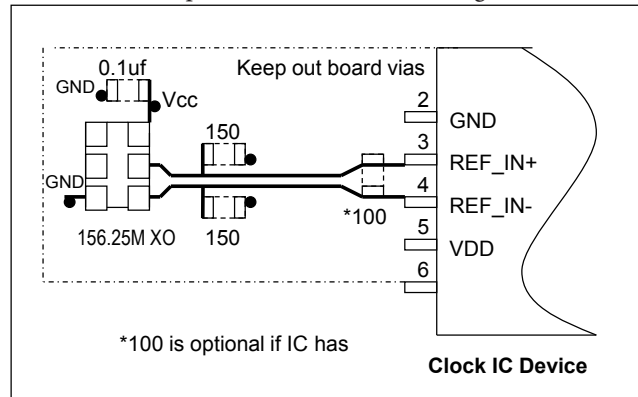 0.1uf
Keep out board vias
GND
Vcc
2
GND
150
3
REF_IN+
GND
4
REF_IN-
*100
156.25M XO
150
5
VDD
6
*100 is optional if IC has
Clock IC Device